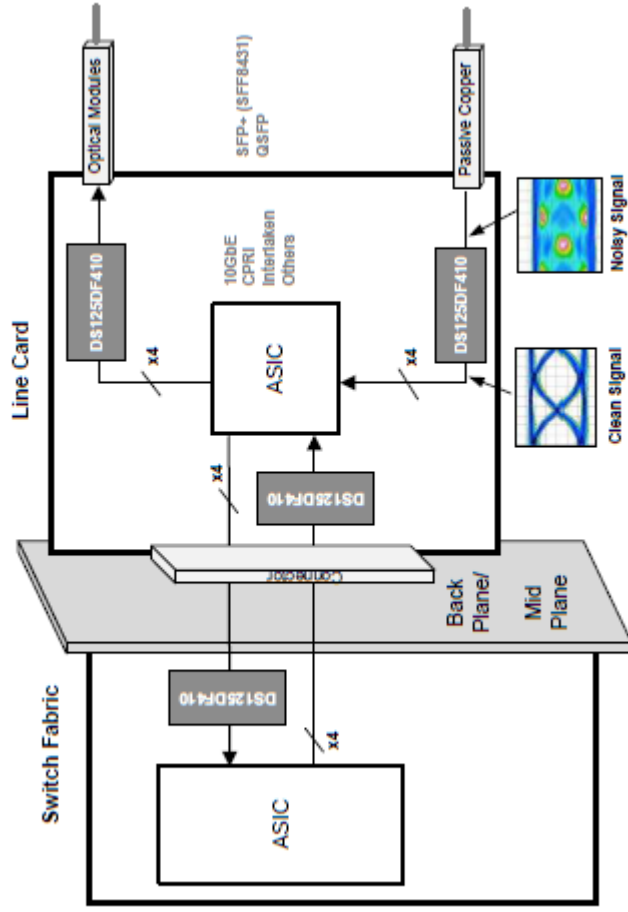 Line Card
Switch Fabric
Optical Modules
SFP+ (SFF8431)
QSFP
Passive Copper
DS125DF410
10GbE
CPRI
Interlaken
Others
DS125DF410
x4
ASIC
x4
Noisy Signal
Clean Signal
x4
DS125DF410
Connector
Back
Plane/
Mid
Plane
DS125DF410
x4
ASIC